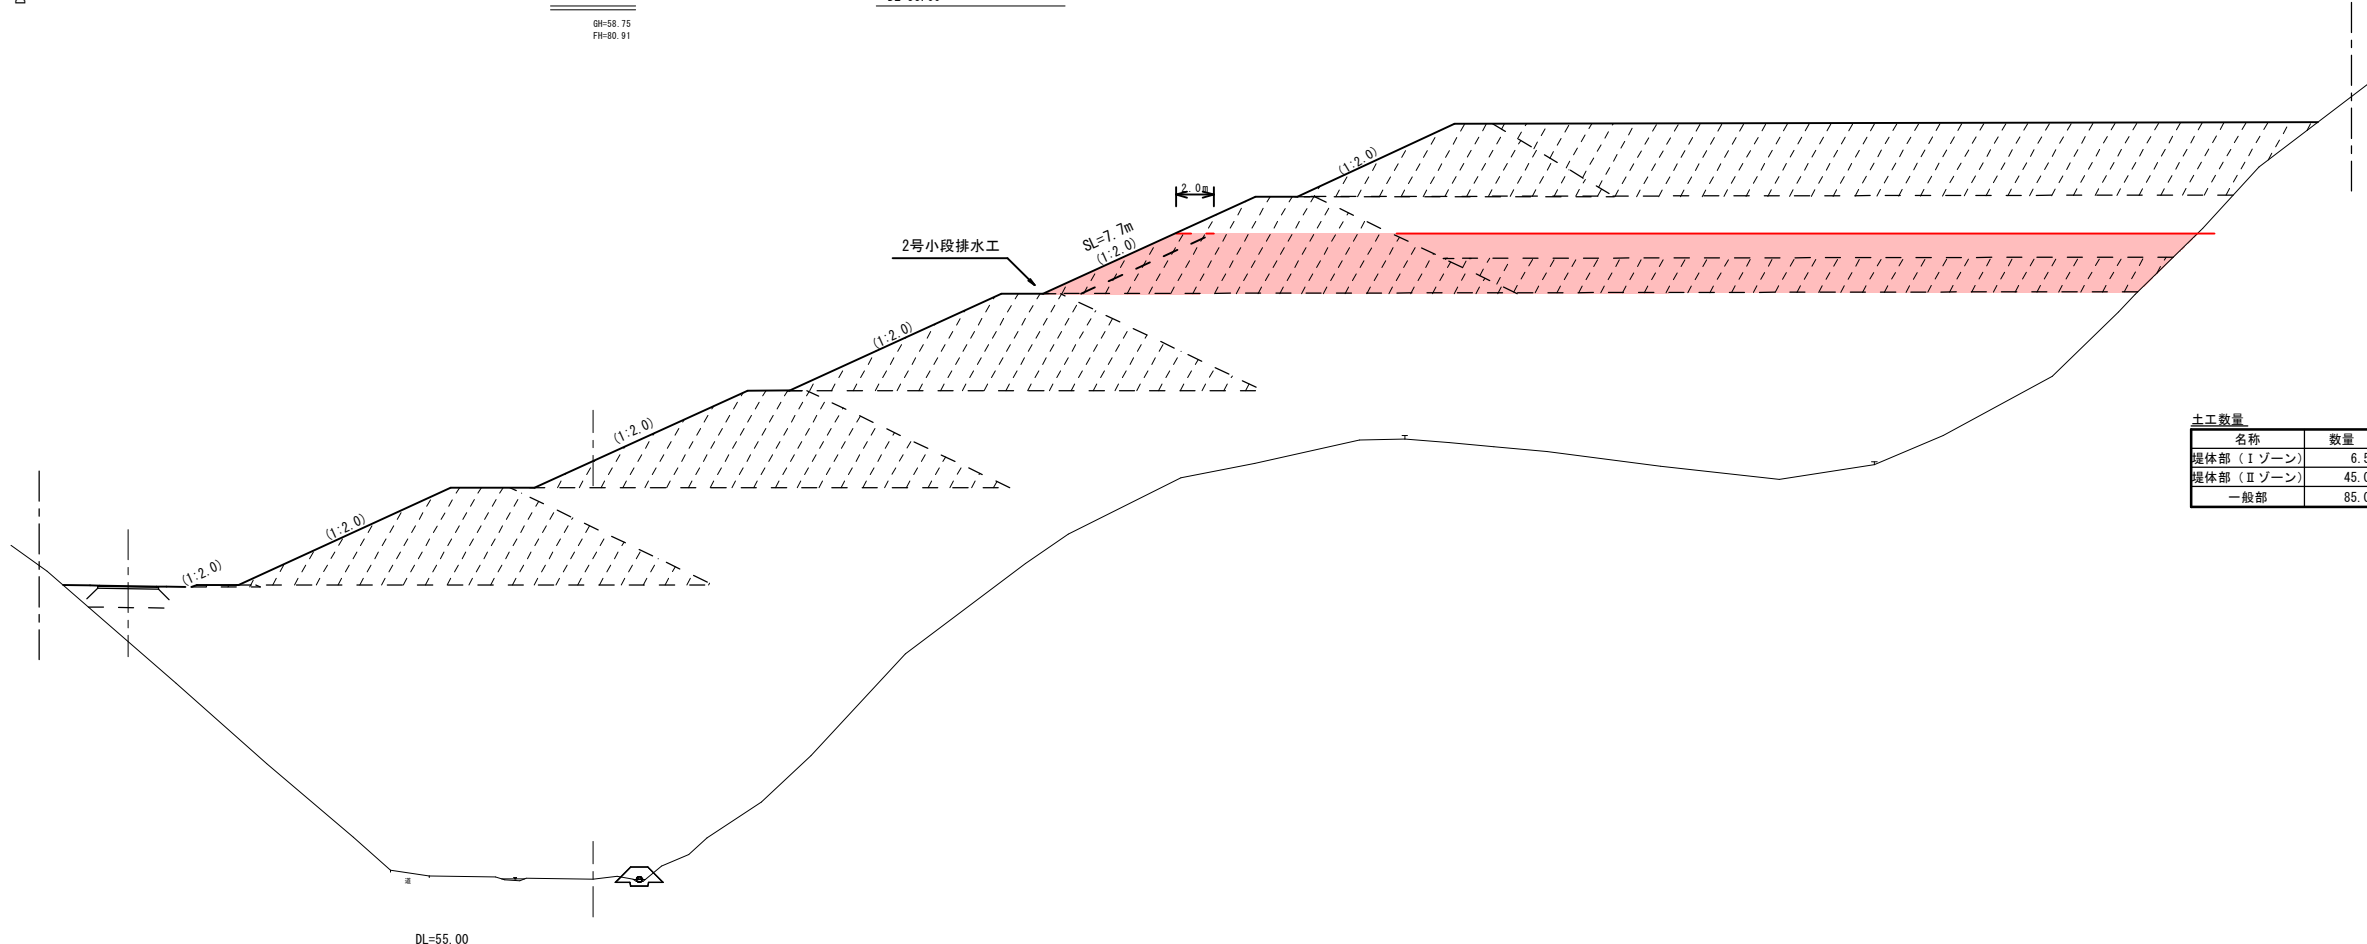 GH=58.75
FH=80.91
(1:2.0)
2.0m
SL=7.7m
(1:2.0)
2号小段排水工
(1:2.0)
(1:2.0)
(1:2.0)
(1:2.0)
土工数量
名称 数量
堤体部(Ⅰゾーン) 6.5
堤体部(Ⅱゾーン) 45.0
一般部 85.0
道
DL=55.00